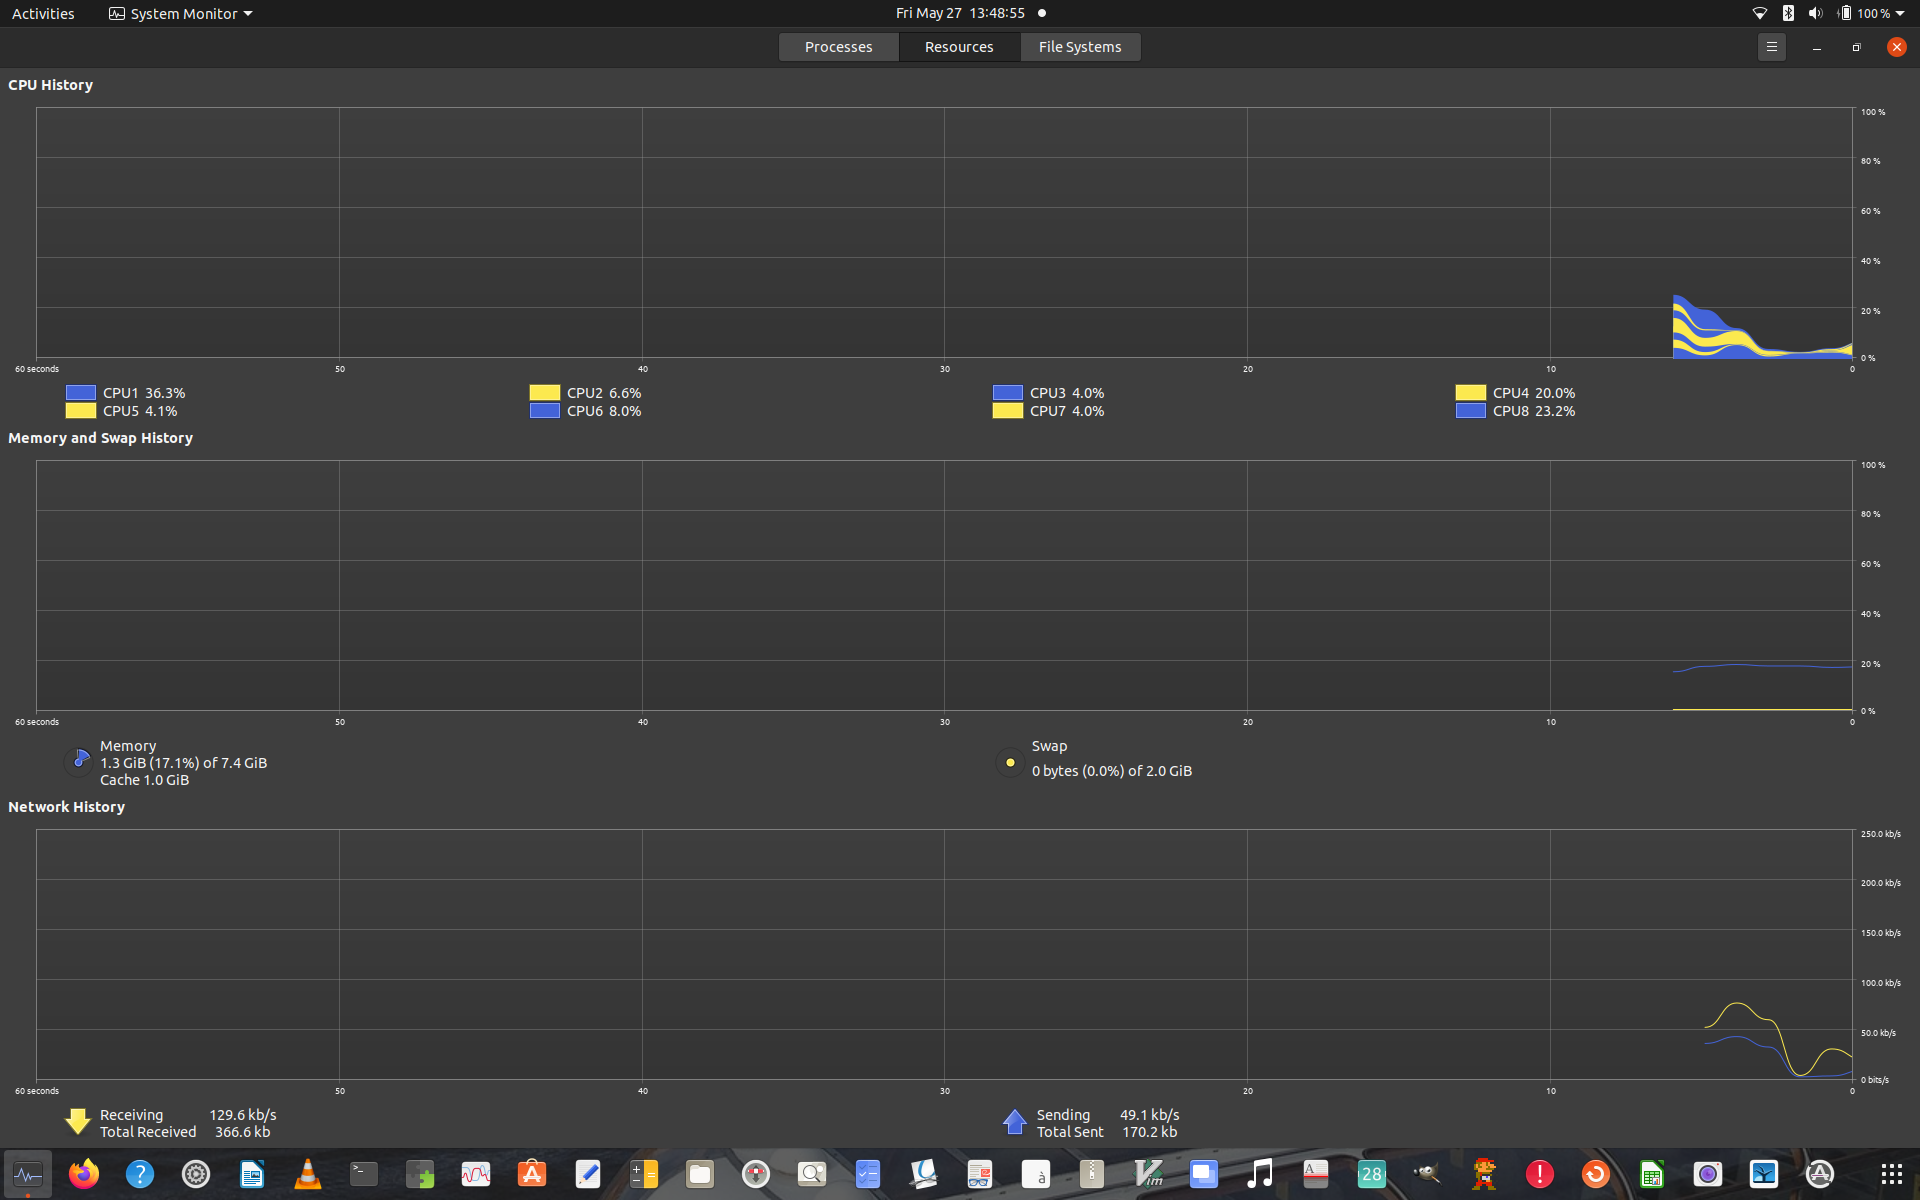 Activities System Monitor Fri May 27 13:48:55 100 %
Processes Resources File Systems
CPU History
100 %
80 %
60 %
40 %
20 %
0 %
60 seconds 50 40 30 20 10 0
CPU1 36.3% CPU2 6.6% CPU3 4.0% CPU4 20.0%
CPU5 4.1% CPU6 8.0% CPU7 4.0% CPU8 23.2%
Memory and Swap History
100 %
80 %
60 %
40 %
20 %
0 %
60 seconds 50 40 30 20 10 0
Memory
1.3 GiB (17.1%) of 7.4 GiB
Cache 1.0 GiB
Swap
0 bytes (0.0%) of 2.0 GiB
Network History
250.0 kb/s
200.0 kb/s
150.0 kb/s
100.0 kb/s
50.0 kb/s
0 bits/s
60 seconds 50 40 30 20 10 0
Receiving 129.6 kb/s
Total Received 366.6 kb
Sending 49.1 kb/s
Total Sent 170.2 kb
? >_ A à Vim A 28 !